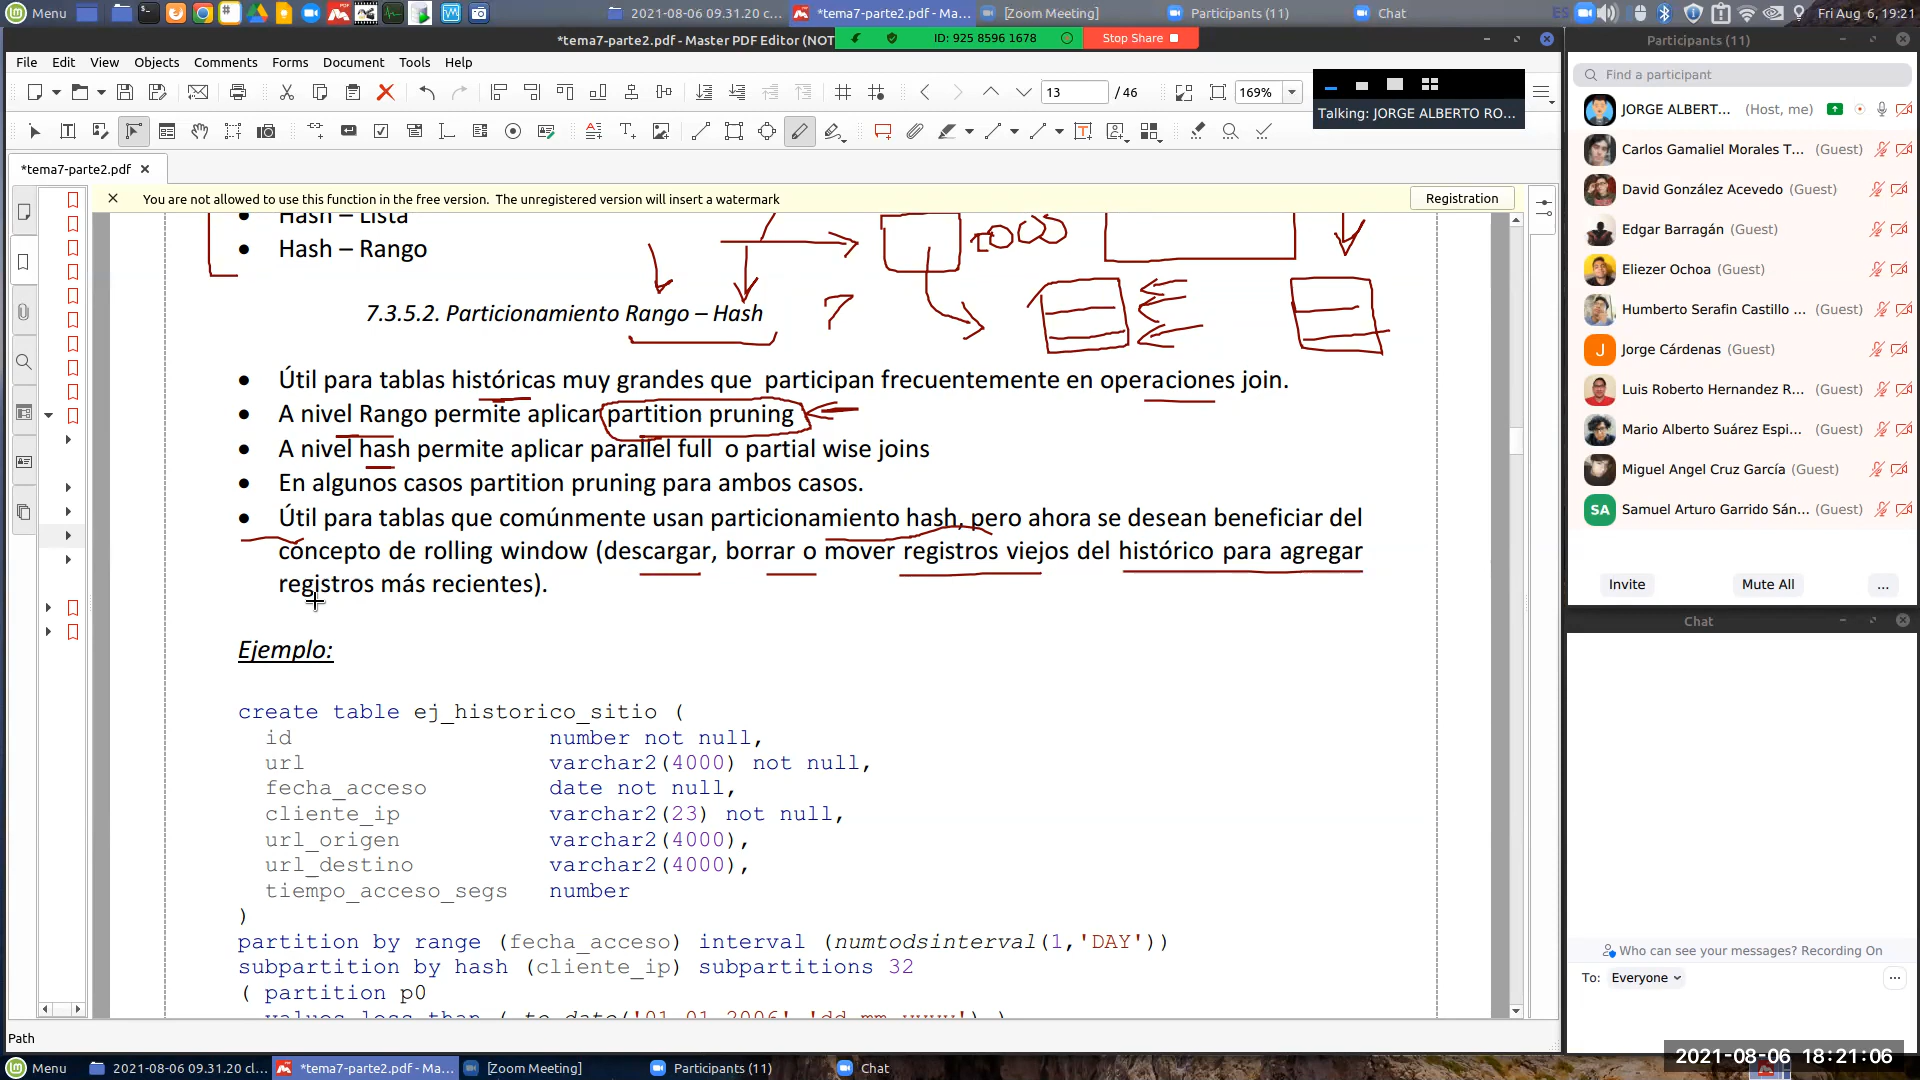 Menu
2021-08-06 09.31.20 c...
*tema7-parte2.pdf - Ma...
[Zoom Meeting]
Participants (11)
Chat
ES
Fri Aug 6, 19:21
*tema7-parte2.pdf - Master PDF Editor (NOT
ID: 925 8596 1678
Stop Share
File Edit View Objects Comments Forms Document Tools Help
13 / 46
169%
Talking: JORGE ALBERTO RO...
*tema7-parte2.pdf
You are not allowed to use this function in the free version. The unregistered version will insert a watermark
Registration
• Hash – Lista
• Hash – Rango
7.3.5.2. Particionamiento Rango – Hash
?
• Útil para tablas históricas muy grandes que participan frecuentemente en operaciones join.
• A nivel Rango permite aplicar partition pruning
• A nivel hash permite aplicar parallel full o partial wise joins
• En algunos casos partition pruning para ambos casos.
• Útil para tablas que comúnmente usan particionamiento hash, pero ahora se desean beneficiar del
concepto de rolling window (descargar, borrar o mover registros viejos del histórico para agregar
registros más recientes).
Ejemplo:
create table ej_historico_sitio (
id number not null,
url varchar2(4000) not null,
fecha_acceso date not null,
cliente_ip varchar2(23) not null,
url_origen varchar2(4000),
url_destino varchar2(4000),
tiempo_acceso_segs number
)
partition by range (fecha_acceso) interval (numtodsinterval(1,'DAY'))
subpartition by hash (cliente_ip) subpartitions 32
( partition p0
values less than ( to_date('01-01-2006','dd-mm-yyyy') )
Path
Participants (11)
Find a participant
JORGE ALBERT... (Host, me)
Carlos Gamaliel Morales T... (Guest)
David González Acevedo (Guest)
Edgar Barragán (Guest)
Eliezer Ochoa (Guest)
Humberto Serafin Castillo ... (Guest)
J Jorge Cárdenas (Guest)
Luis Roberto Hernandez R... (Guest)
Mario Alberto Suárez Espi... (Guest)
Miguel Angel Cruz García (Guest)
SA Samuel Arturo Garrido Sán... (Guest)
Invite
Mute All
...
Chat
Who can see your messages? Recording On
To: Everyone
Menu
2021-08-06 09.31.20 cl...
*tema7-parte2.pdf - Ma...
[Zoom Meeting]
Participants (11)
Chat
2021-08-06 18:21:06